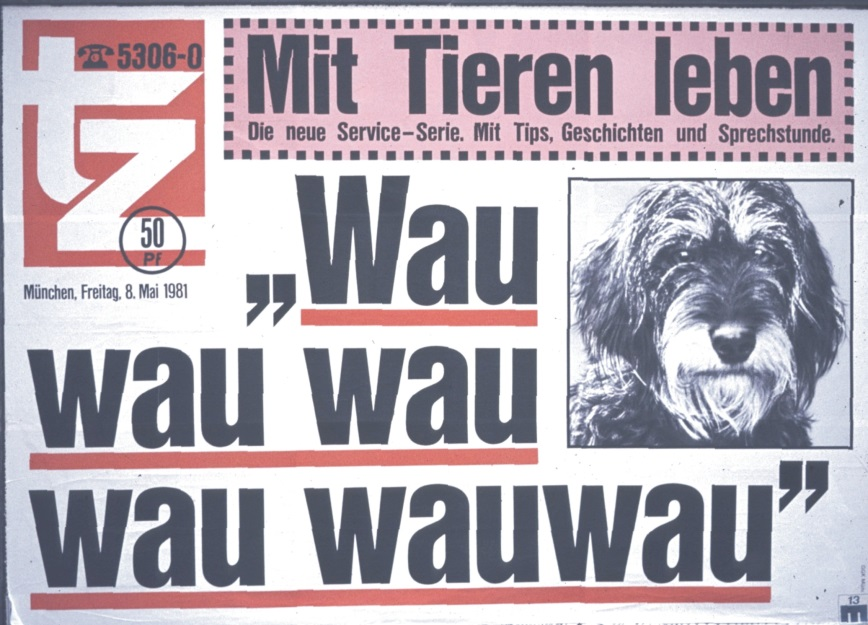 tz
☎ 5306-0
50
Pf
München, Freitag, 8. Mai 1981
Mit Tieren leben
Die neue Service-Serie. Mit Tips, Geschichten und Sprechstunde.
„Wau
wau wau
wau wauwau”
13